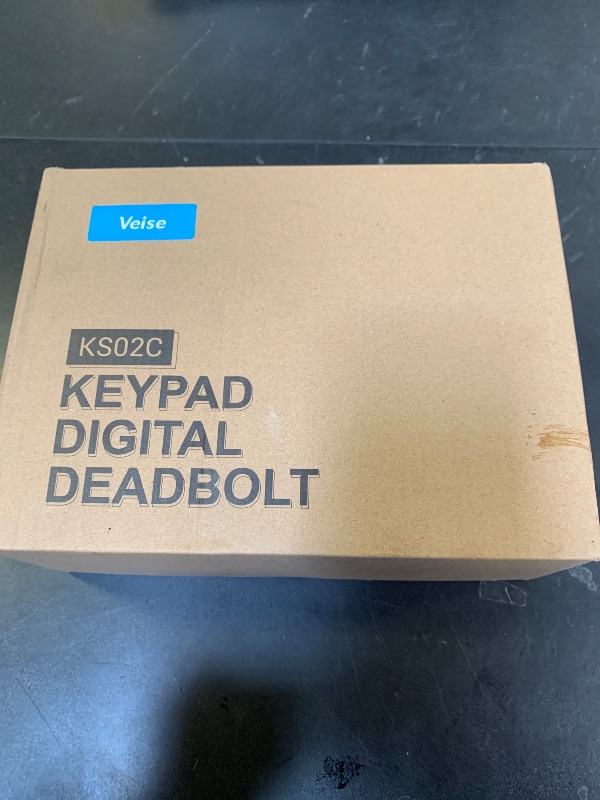 Veise
KS02C
KEYPAD
DIGITAL
DEADBOLT